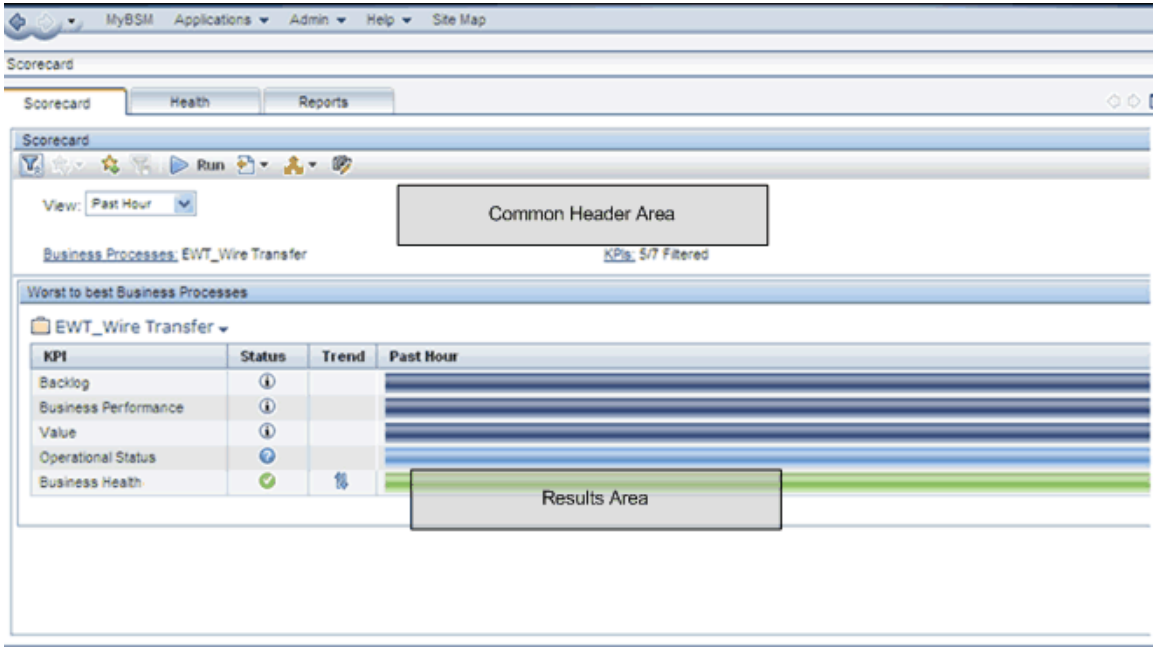 MyBSM Applications Admin Help Site Map
Scorecard
Scorecard Health Reports
Scorecard
Run
View: Past Hour
Common Header Area
Business Processes: EWT_Wire Transfer KPIs: 5/7 Filtered
Worst to best Business Processes
EWT_Wire Transfer
KPI Status Trend Past Hour
Backlog
Business Performance
Value
Operational Status
Business Health
Results Area